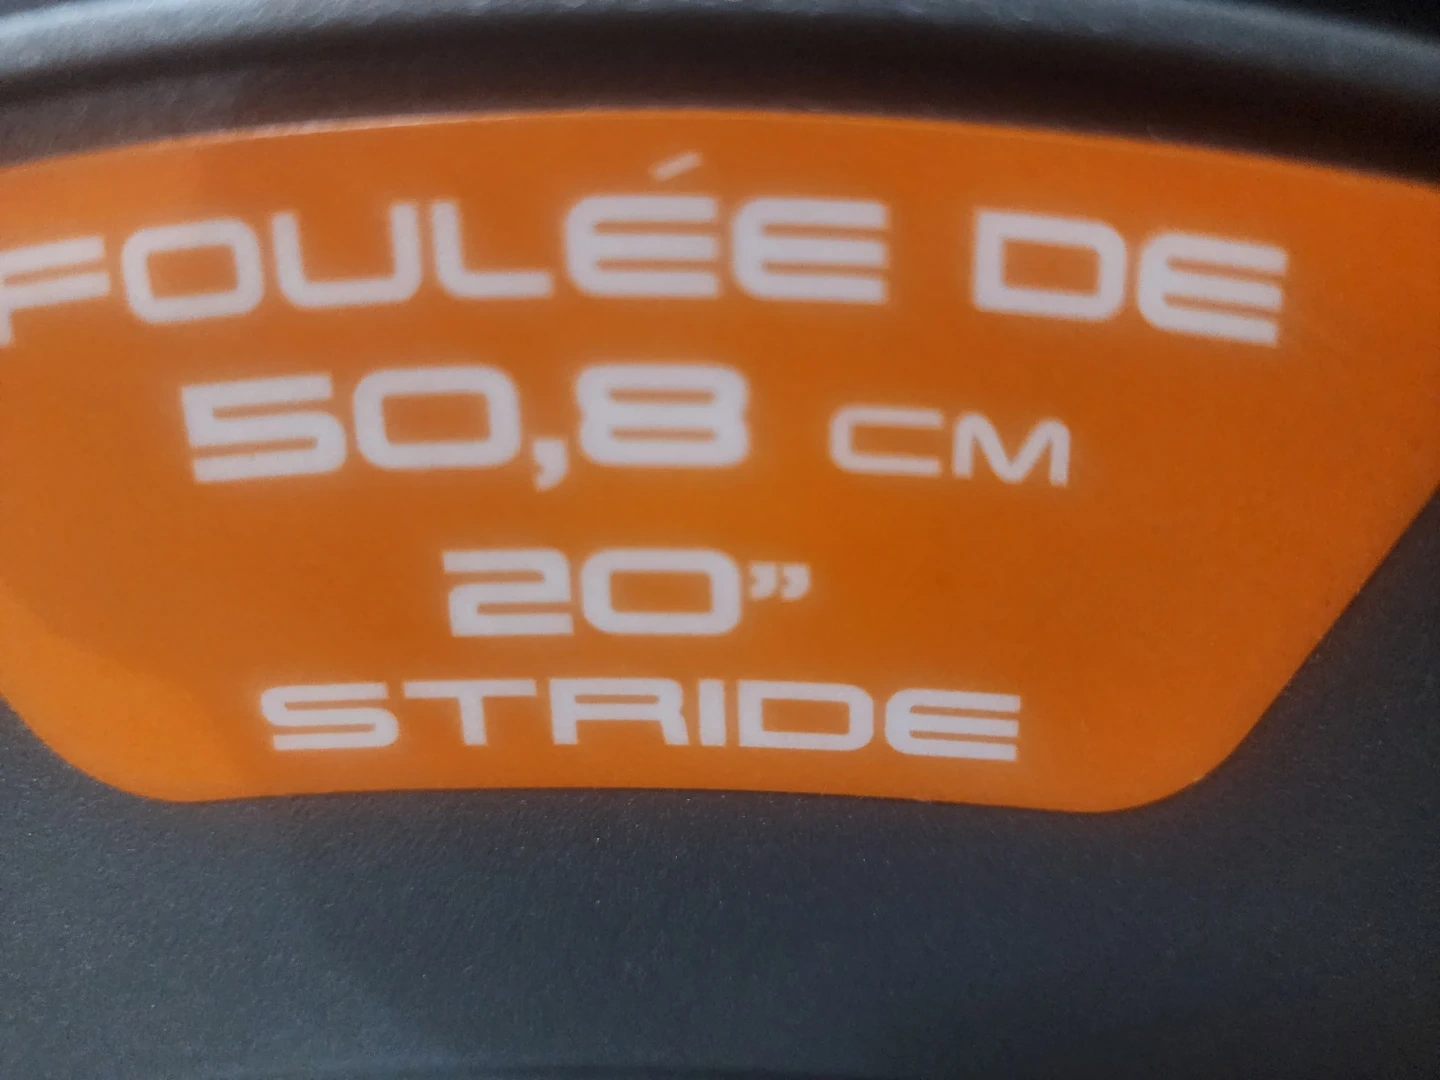 FOULÉE DE
50,8 CM
20”
STRIDE